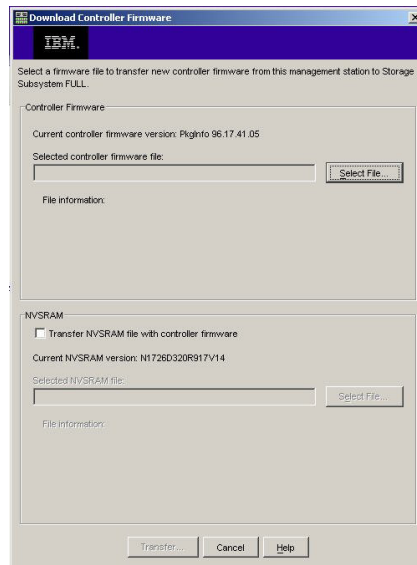 Download Controller Firmware
IBM.
Select a firmware file to transfer new controller firmware from this management station to Storage
Subsystem FULL.
Controller Firmware
Current controller firmware version: PkgInfo 96.17.41.05
Selected controller firmware file:
Select File...
File information:
NVSRAM
Transfer NVSRAM file with controller firmware
Current NVSRAM version: N1726D320R917V14
Selected NVSRAM file:
Select File...
File information:
Transfer...
Cancel
Help